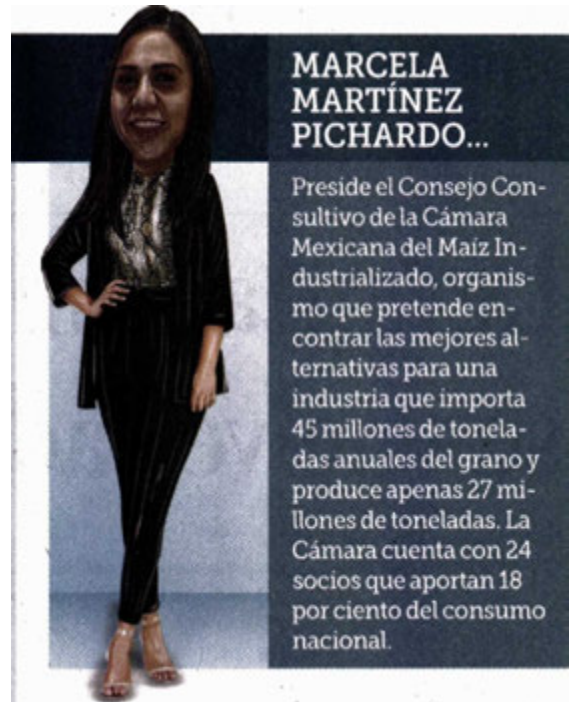 MARCELA
MARTÍNEZ
PICHARDO...
Preside el Consejo Con-
sultivo de la Cámara
Mexicana del Maíz In-
dustrializado, organis-
mo que pretende en-
contrar las mejores al-
ternativas para una
industria que importa
45 millones de tonela-
das anuales del grano y
produce apenas 27 mi-
llones de toneladas. La
Cámara cuenta con 24
socios que aportan 18
por ciento del consumo
nacional.